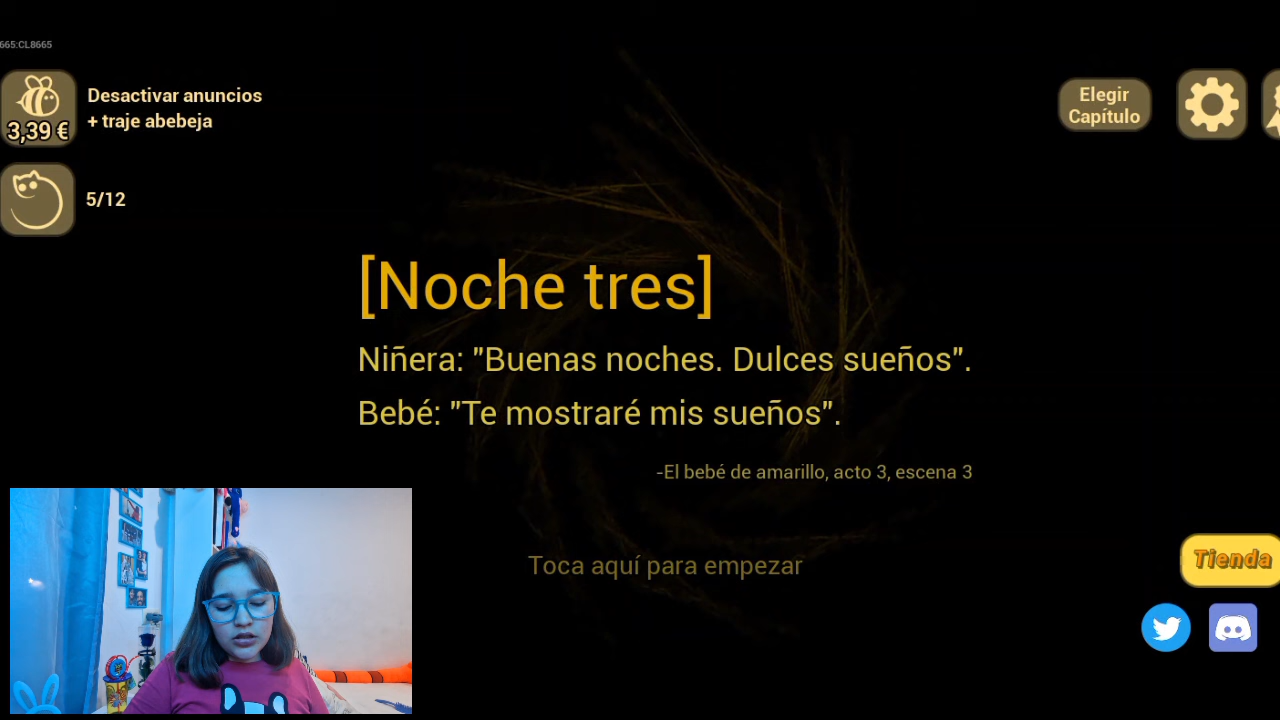 665:CL8665
Desactivar anuncios
+ traje abebeja
3,39 €
5/12
Elegir
Capítulo
[Noche tres]
Niñera: "Buenas noches. Dulces sueños".
Bebé: "Te mostraré mis sueños".
-El bebé de amarillo, acto 3, escena 3
Toca aquí para empezar
Tienda